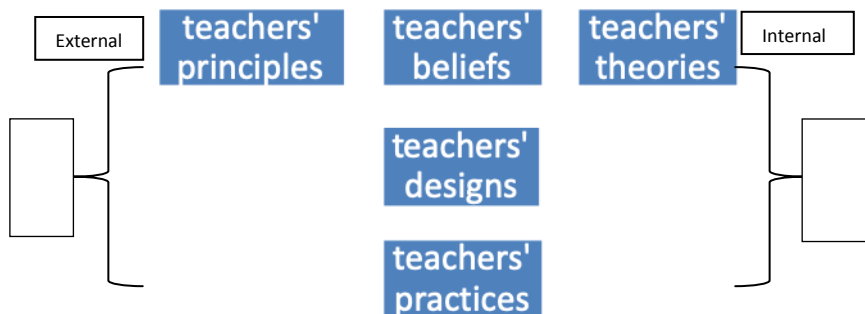 External
teachers'
principles
teachers'
beliefs
teachers'
theories
Internal
teachers'
designs
teachers'
practices